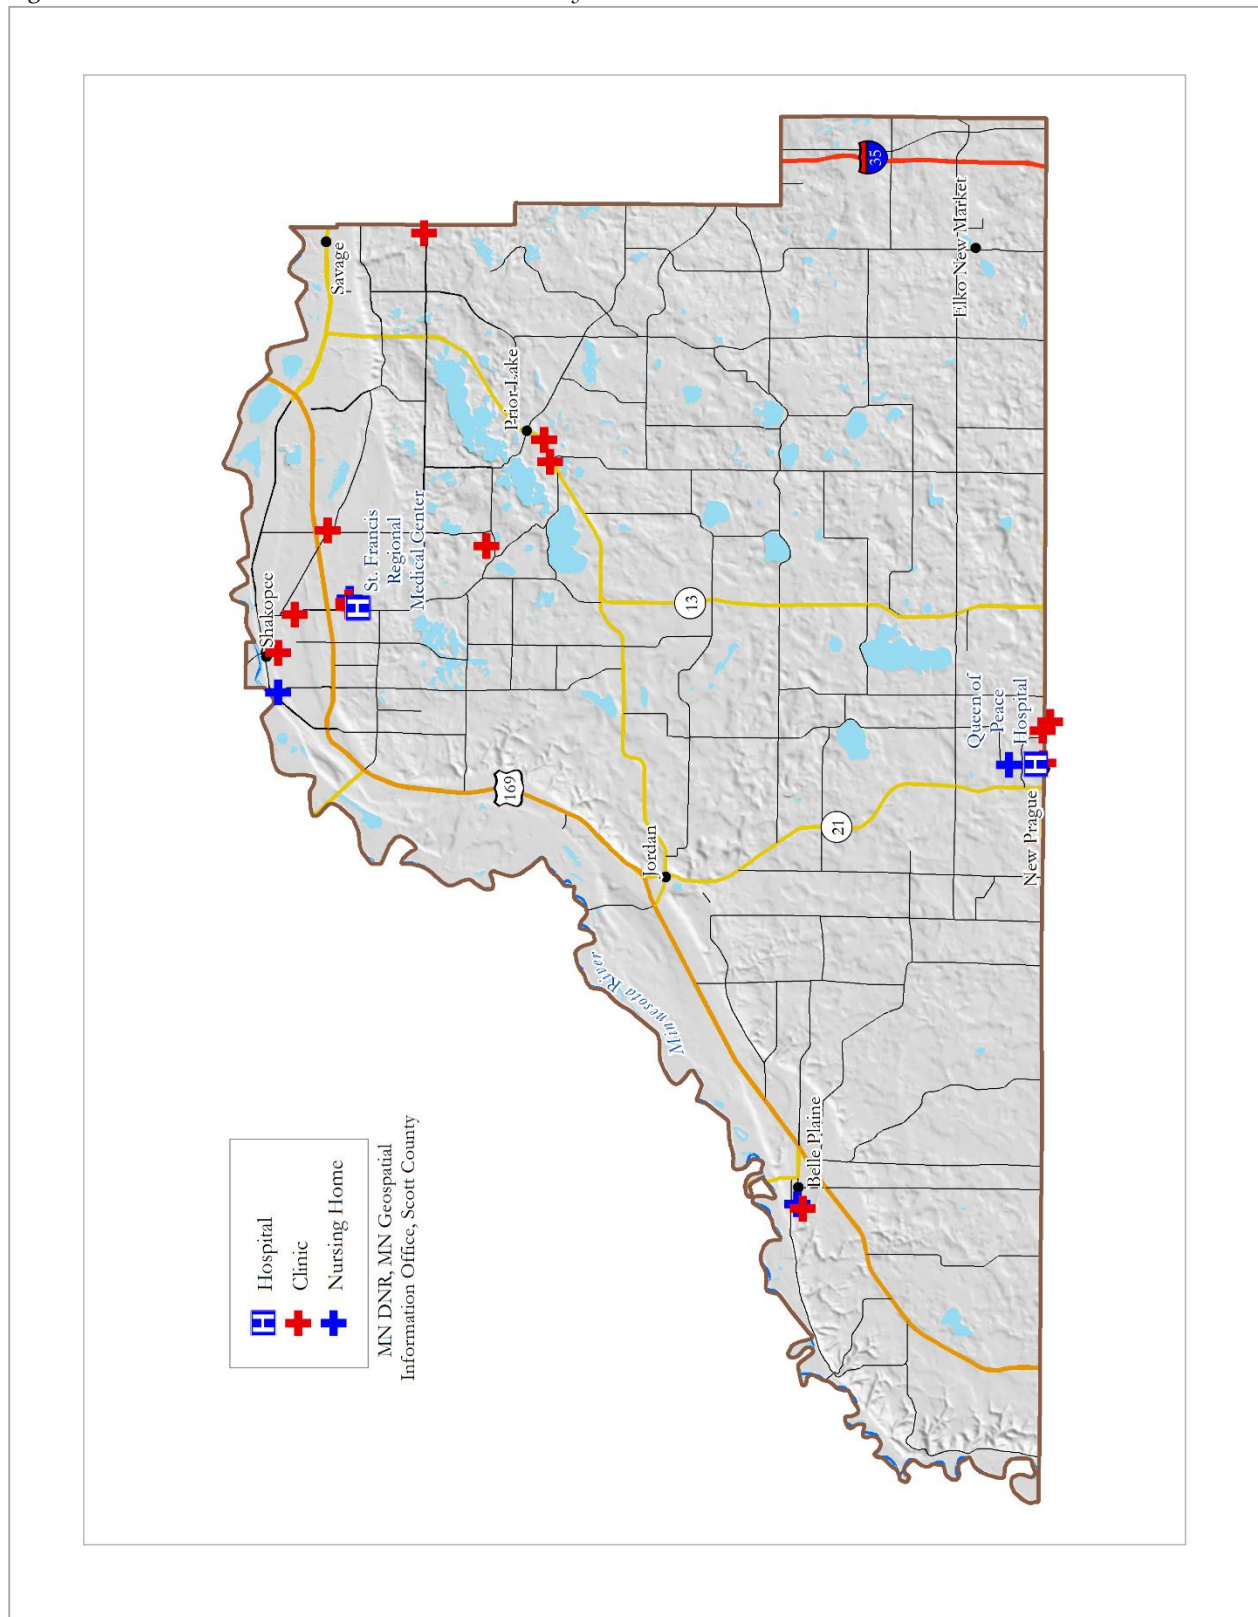 Hospital
Clinic
Nursing Home
MN DNR, MN Geospatial
Information Office, Scott County
Shakopee
St. Francis
Regional
Medical Center
Savage
Prior Lake
169
Jordan
Minnesota River
13
21
35
Elko New Market
Belle Plaine
New Prague
Queen of
Peace
Hospital
H
H
H